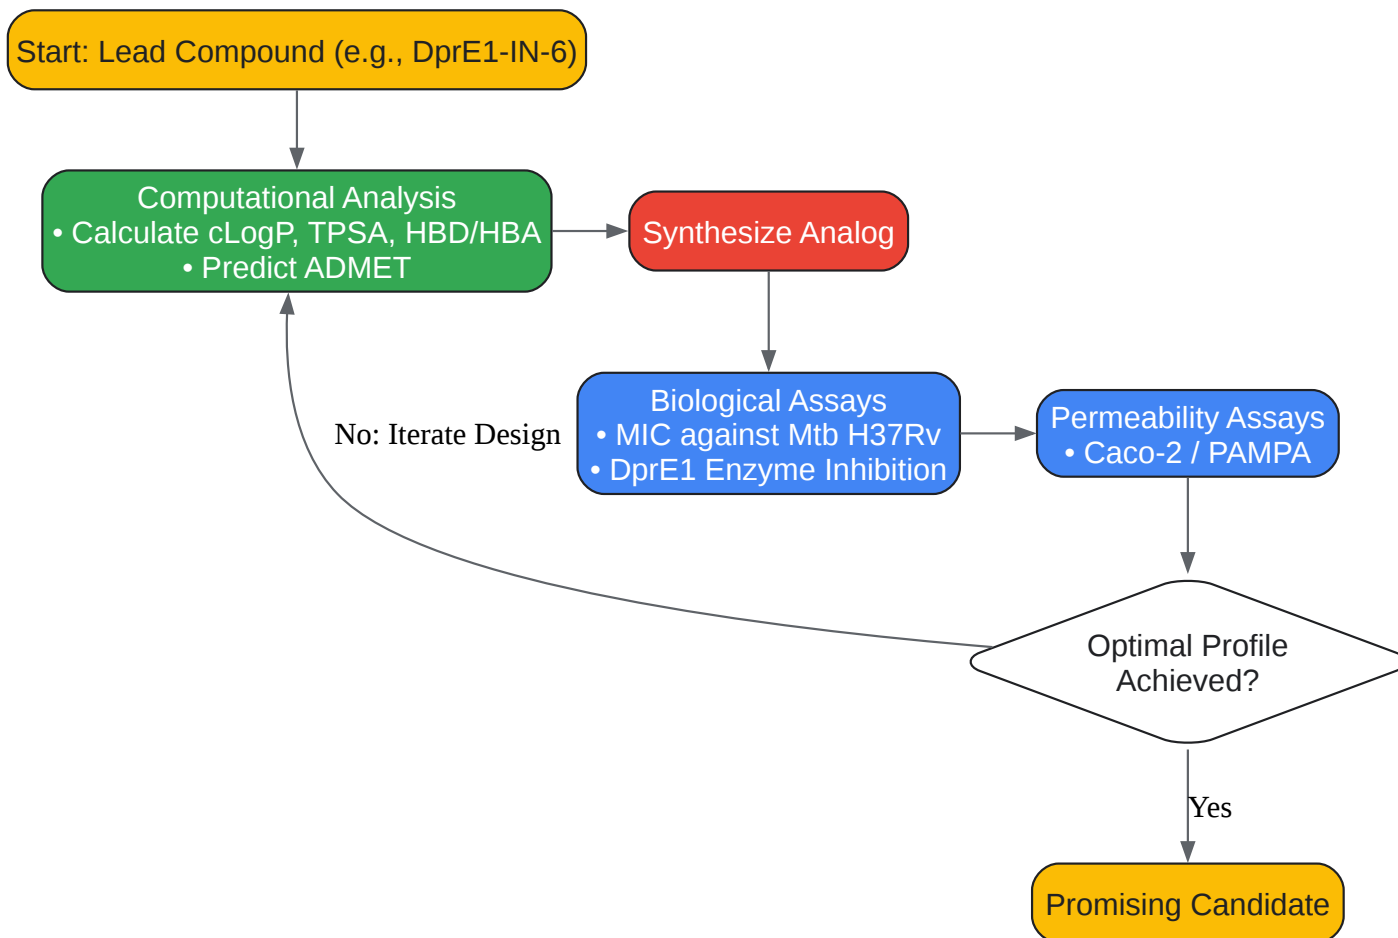 Start: Lead Compound (e.g., DprE1-IN-6)
Computational Analysis
• Calculate cLogP, TPSA, HBD/HBA
• Predict ADMET
Synthesize Analog
Biological Assays
• MIC against Mtb H37Rv
• DprE1 Enzyme Inhibition
Permeability Assays
• Caco-2 / PAMPA
No: Iterate Design
Optimal Profile
Achieved?
Yes
Promising Candidate